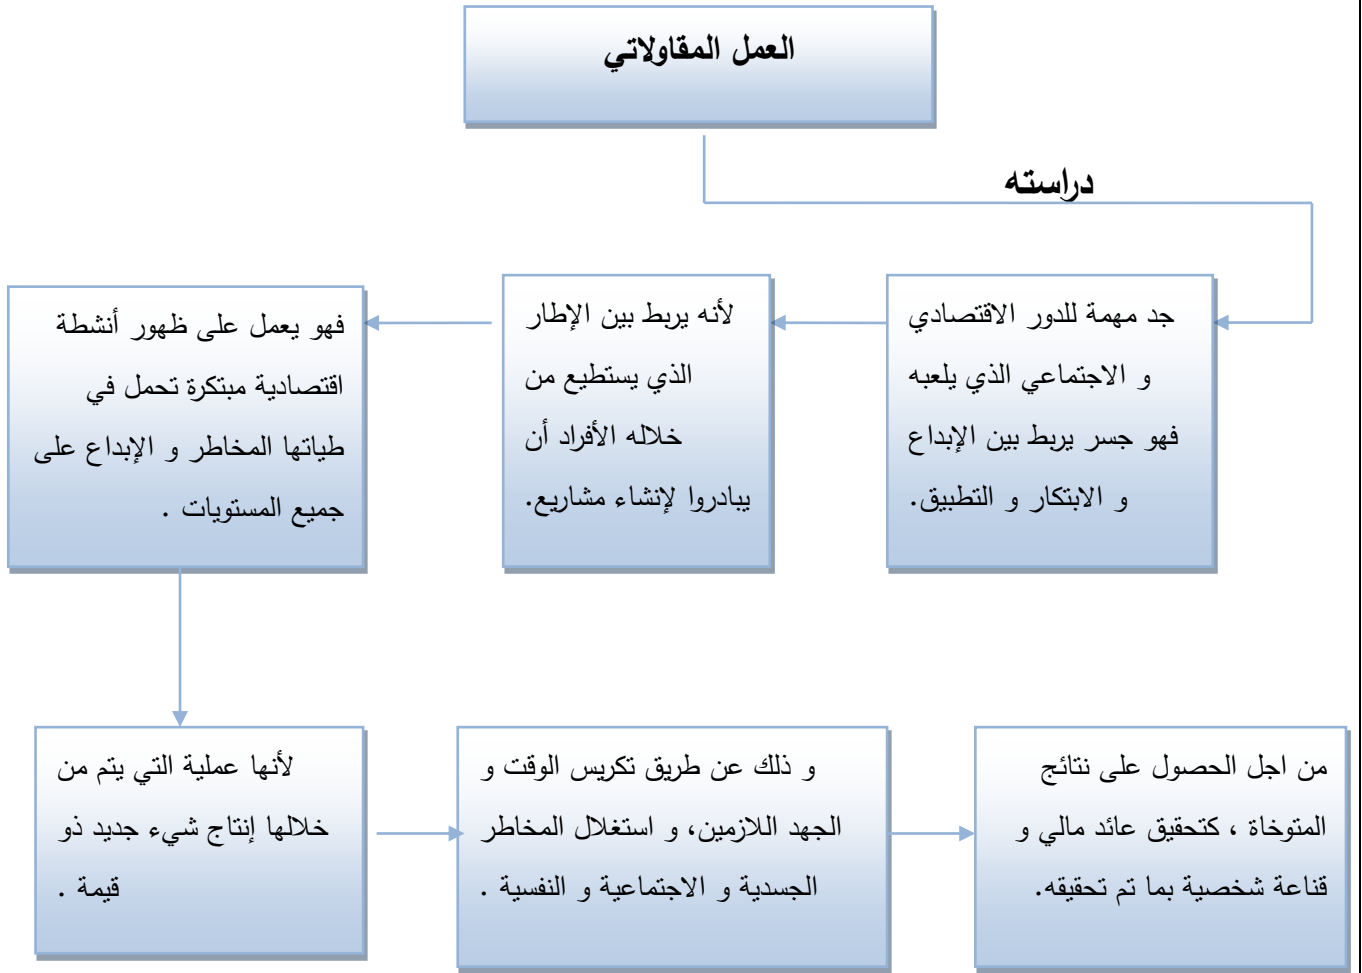 العمل المقاولاتي
دراسته
جد مهمة للدور الاقتصادي
و الاجتماعي الذي يلعبه
فهو جسر يربط بين الإبداع
و الابتكار و التطبيق.
لأنه يربط بين الإطار
الذي يستطيع من
خلاله الأفراد أن
يبادروا لإنشاء مشاريع.
فهو يعمل على ظهور أنشطة
اقتصادية مبتكرة تحمل في
طياتها المخاطر و الإبداع على
جميع المستويات .
لأنها عملية التي يتم من
خلالها إنتاج شيء جديد ذو
قيمة .
و ذلك عن طريق تكريس الوقت و
الجهد اللازمين، و استغلال المخاطر
الجسدية و الاجتماعية و النفسية .
من اجل الحصول على نتائج
المتوخاة ، كتحقيق عائد مالي و
قناعة شخصية بما تم تحقيقه.